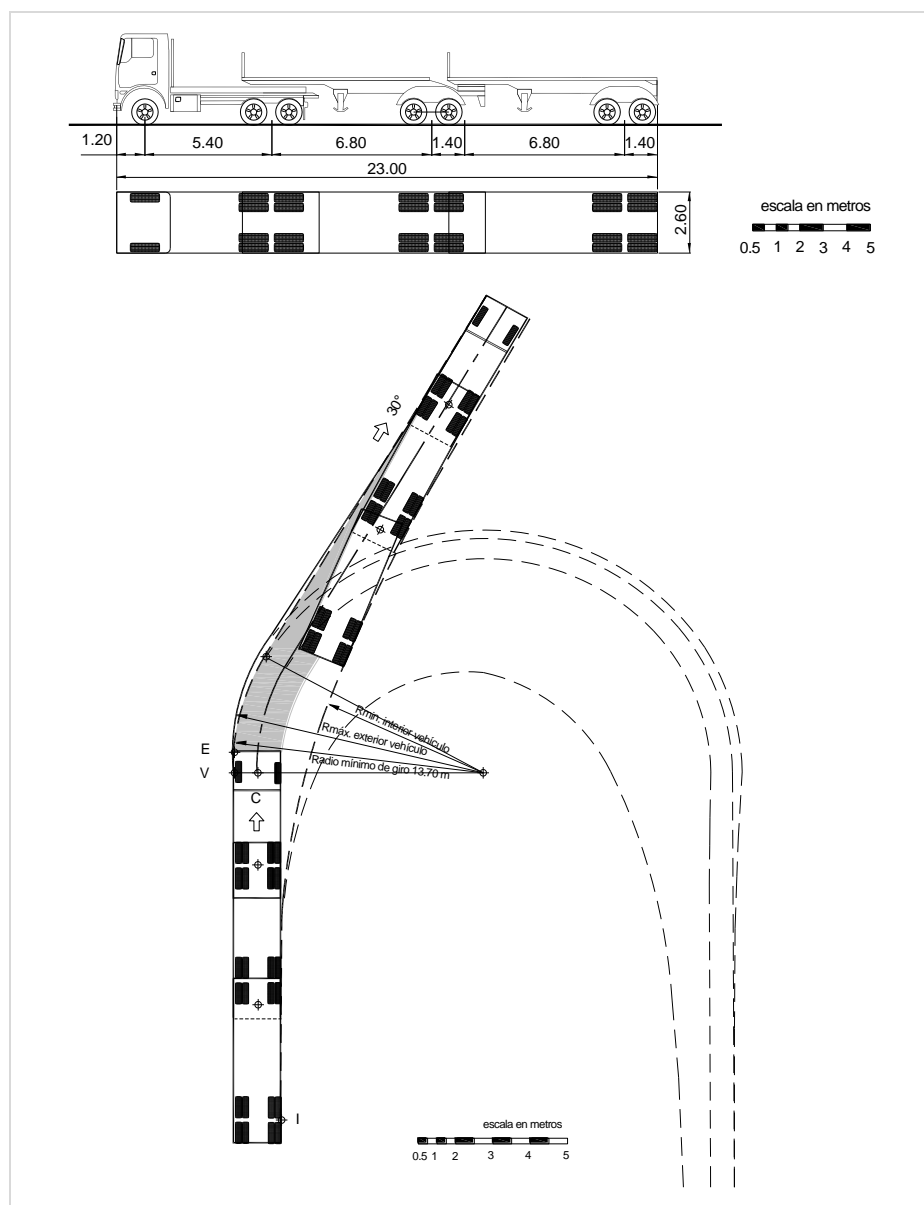 1.20
5.40
6.80
1.40
6.80
1.40
23.00
2.60
escala en metros
0.5 1 2 3 4 5
30°
Rmín. interior vehículo
Rmáx. exterior vehículo
Radio mínimo de giro 13.70 m
E
V
C
I
escala en metros
0.5 1 2 3 4 5